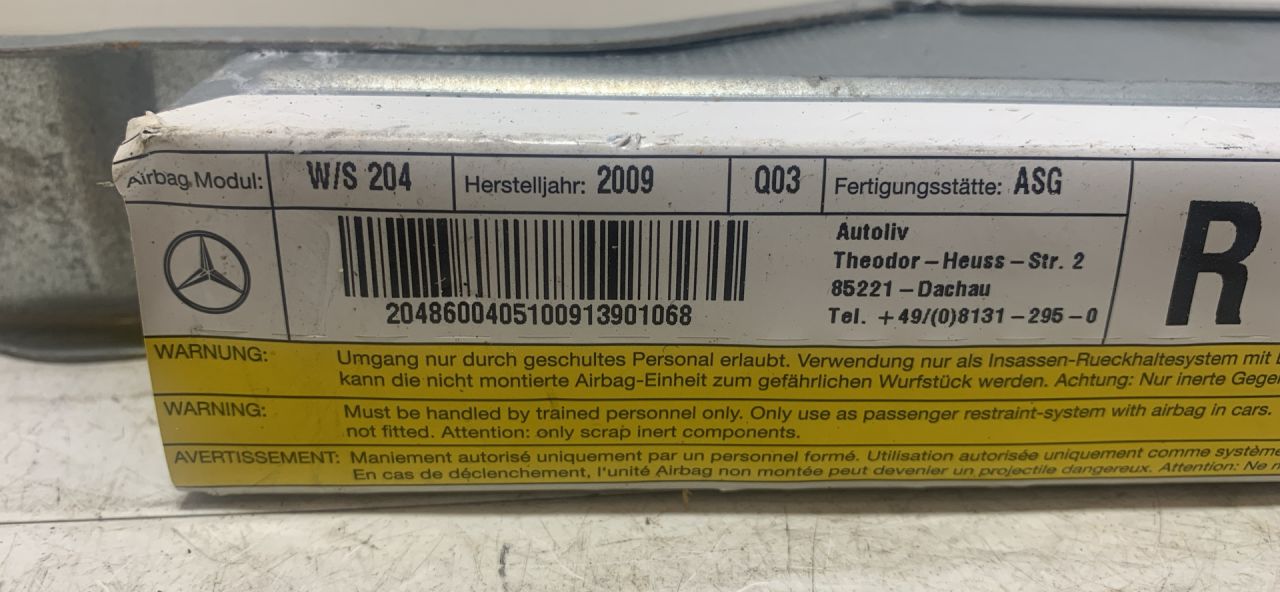 Airbag Modul: W/S 204 Herstelljahr: 2009 Q03 Fertigungsstätte: ASG
R
Autoliv
Theodor-Heuss-Str. 2
85221-Dachau
Tel. +49/(0)8131-295-0
2048600405100913901068
WARNUNG: Umgang nur durch geschultes Personal erlaubt. Verwendung nur als Insassen-Rueckhaltesystem mit
kann die nicht montierte Airbag-Einheit zum gefährlichen Wurfstück werden. Achtung: Nur inerte
WARNING: Must be handled by trained personnel only. Only use as passenger restraint-system with airbag in cars.
not fitted. Attention: only scrap inert components.
AVERTISSEMENT: Maniement autorisé uniquement par un personnel formé. Utilisation autorisée uniquement comme système
En cas de déclenchement, l'unité Airbag non montée peut devenier un projectile dangereux. Attention: Ne